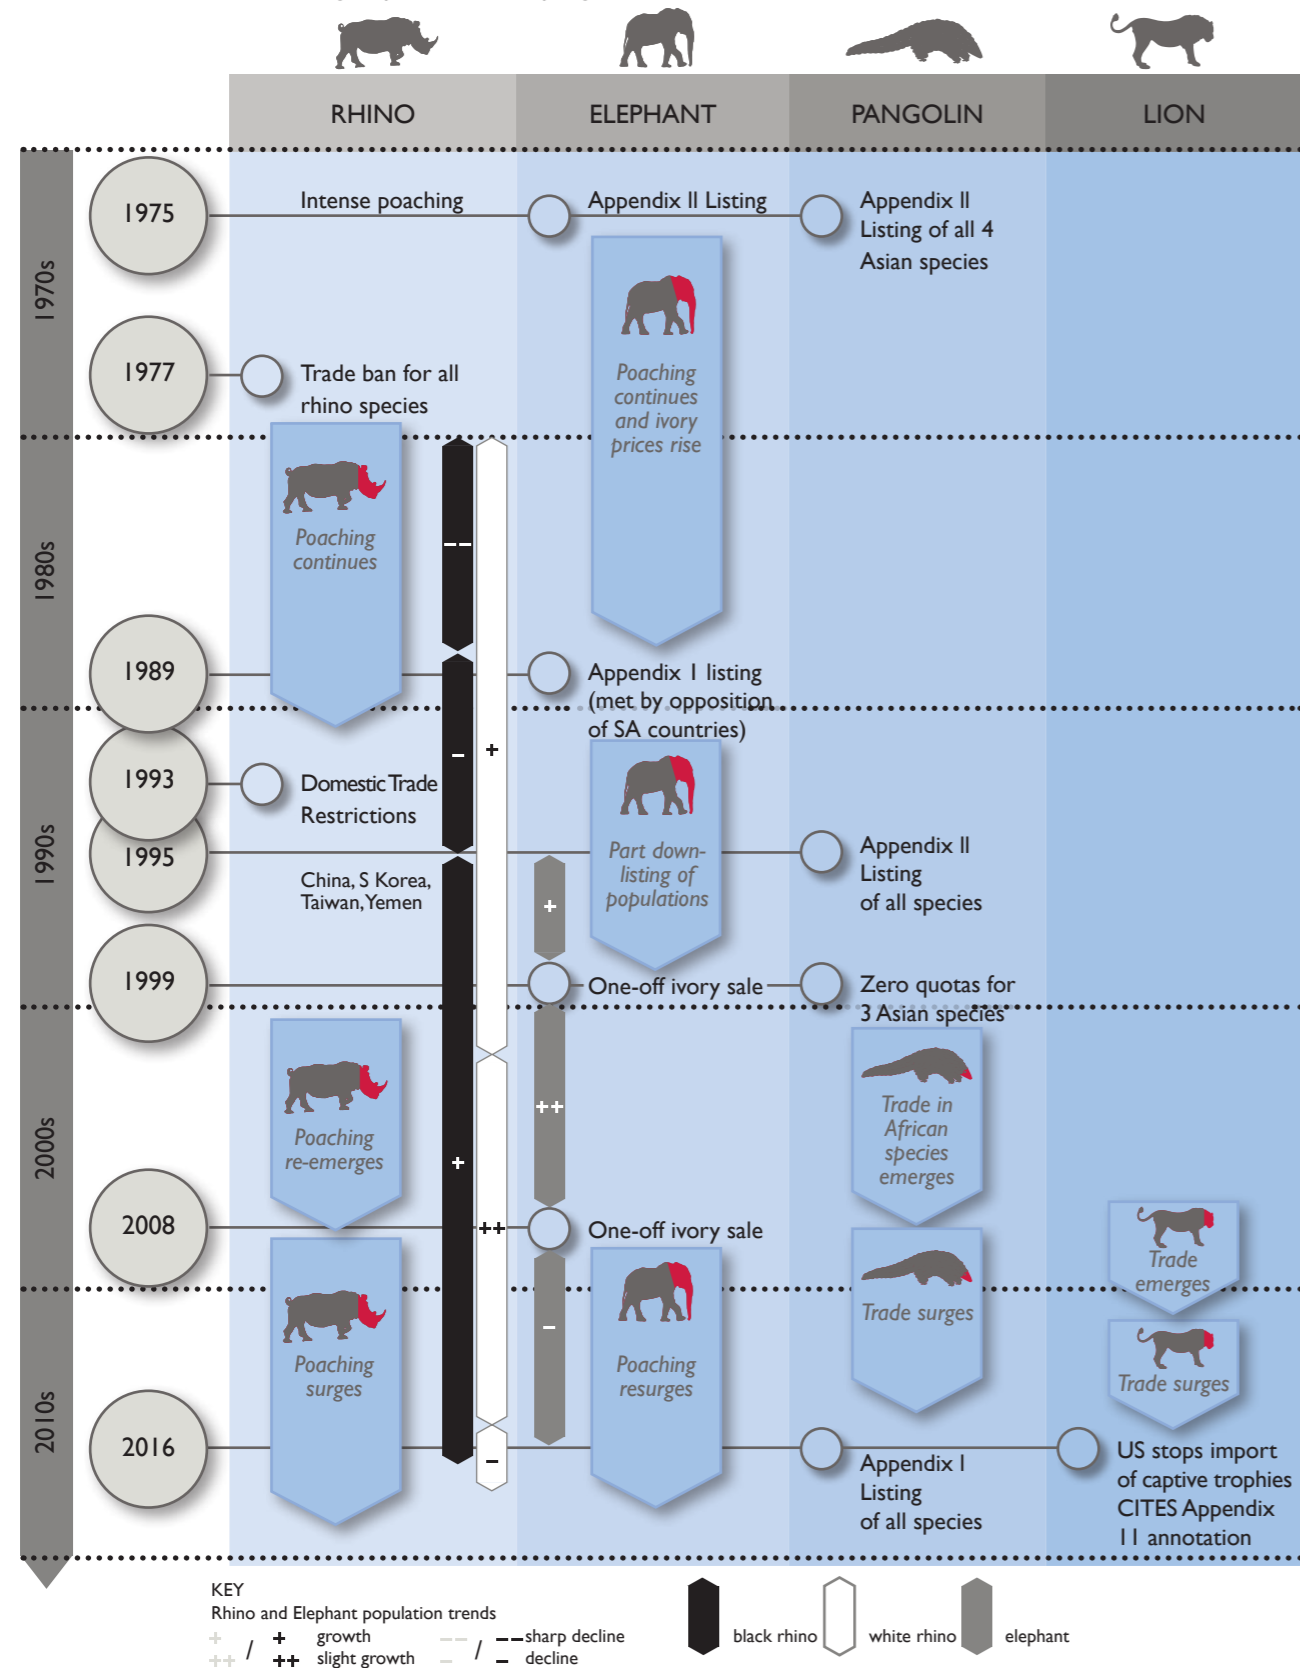 RHINO
ELEPHANT
PANGOLIN
LION
1970s
1975
Intense poaching
Appendix II Listing
Appendix II
Listing of all 4
Asian species
1977
Trade ban for all
rhino species
Poaching
continues
and ivory
prices rise
1980s
Poaching
continues
--
1989
Appendix 1 listing
(met by opposition
of SA countries)
1990s
-
+
1993
Domestic Trade
Restrictions
1995
China, S Korea,
Taiwan, Yemen
Part down-
listing of
populations
+
Appendix II
Listing
of all species
1999
One-off ivory sale
Zero quotas for
3 Asian species
2000s
Poaching
re-emerges
+
++
++
Trade in
African
species
emerges
2008
One-off ivory sale
Trade
emerges
2010s
Poaching
surges
-
Poaching
resurges
Trade surges
Trade surges
2016
-
Appendix I
Listing
of all species
US stops import
of captive trophies
CITES Appendix
11 annotation
KEY
Rhino and Elephant population trends
+ / + growth
++ ++ slight growth
-- / -- sharp decline
- - decline
black rhino
white rhino
elephant